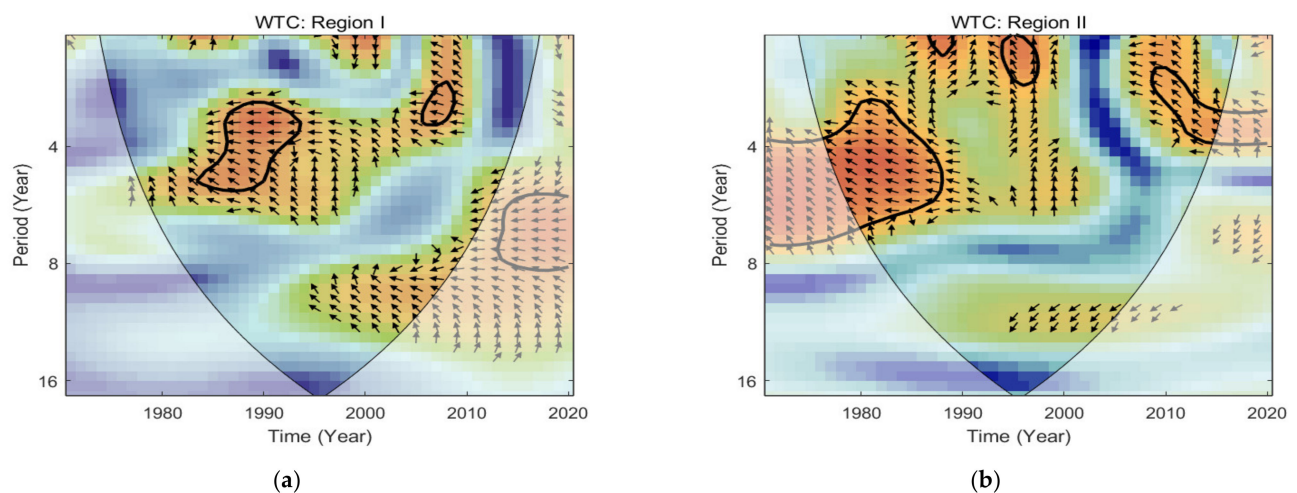 WTC: Region I
WTC: Region II
Period (Year)
4
8
16
1980 1990 2000 2010 2020
Time (Year)
Period (Year)
4
8
16
1980 1990 2000 2010 2020
Time (Year)
(a)
(b)